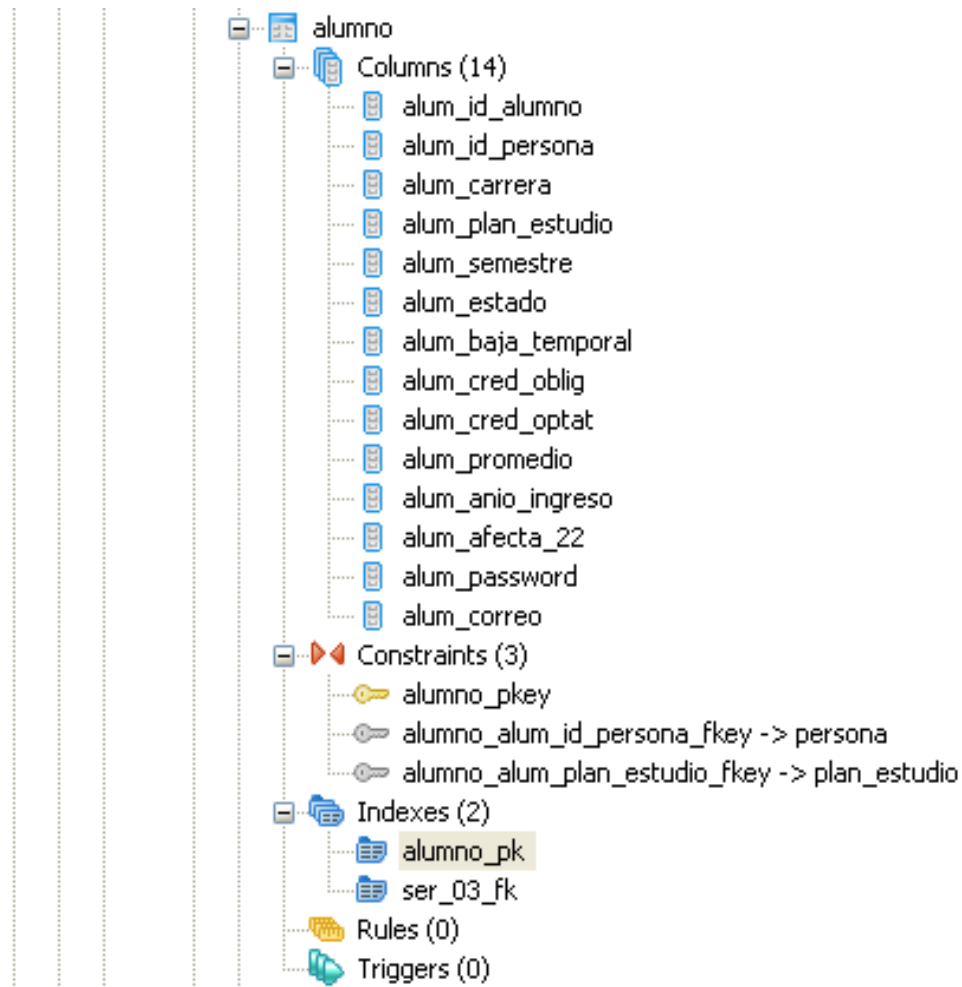 alumno
Columns (14)
alum_id_alumno
alum_id_persona
alum_carrera
alum_plan_estudio
alum_semestre
alum_estado
alum_baja_temporal
alum_cred_oblig
alum_cred_optat
alum_promedio
alum_anio_ingreso
alum_afecta_22
alum_password
alum_correo
Constraints (3)
alumno_pkey
alumno_alum_id_persona_fkey -> persona
alumno_alum_plan_estudio_fkey -> plan_estudio
Indexes (2)
alumno_pk
ser_03_fk
Rules (0)
Triggers (0)